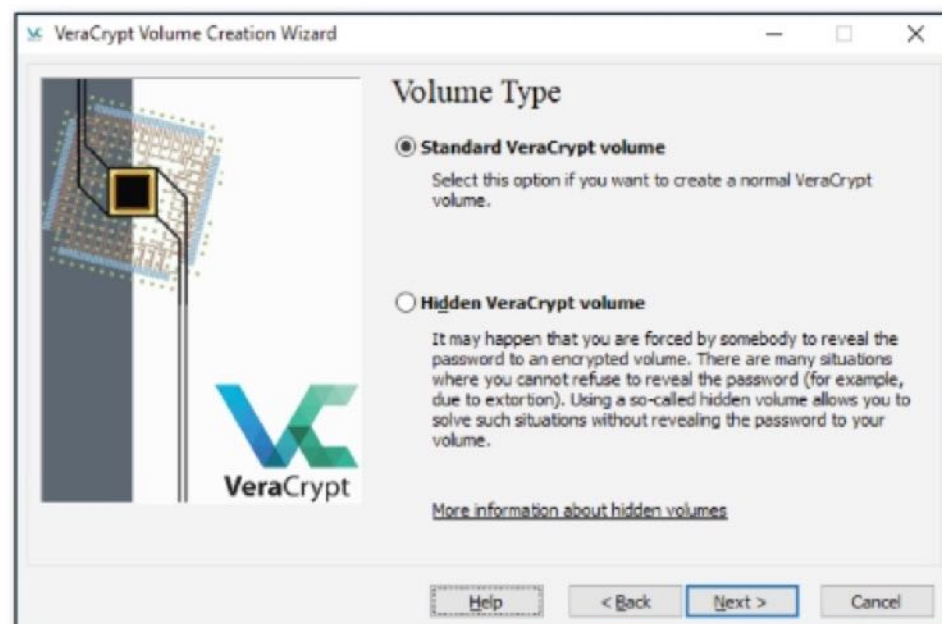 VeraCrypt Volume Creation Wizard
Volume Type
Standard VeraCrypt volume
Select this option if you want to create a normal VeraCrypt
volume.
Hidden VeraCrypt volume
It may happen that you are forced by somebody to reveal the
password to an encrypted volume. There are many situations
where you cannot refuse to reveal the password (for example,
due to extortion). Using a so-called hidden volume allows you to
solve such situations without revealing the password to your
volume.
VeraCrypt
More information about hidden volumes
Help < Back Next > Cancel